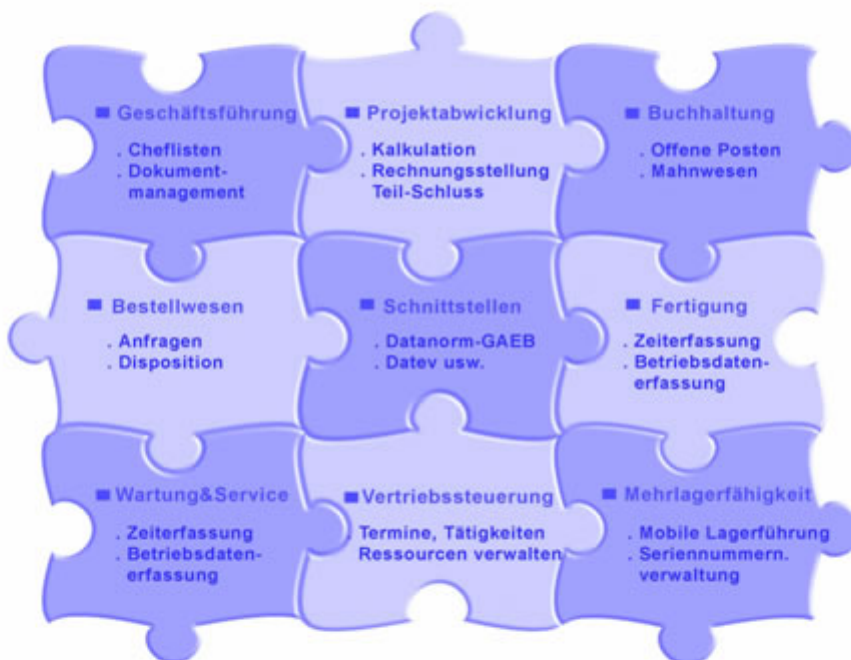 ■ Geschäftsführung
. Cheflisten
. Dokument-
management
■ Projektabwicklung
. Kalkulation
. Rechnungsstellung
Teil-Schluss
■ Buchhaltung
. Offene Posten
. Mahnwesen
■ Bestellwesen
. Anfragen
. Disposition
■ Schnittstellen
. Datanorm-GAEB
. Datev usw.
■ Fertigung
. Zeiterfassung
. Betriebsdaten-
erfassung
■ Wartung&Service
. Zeiterfassung
. Betriebsdaten-
erfassung
■ Vertriebssteuerung
. Termine, Tätigkeiten
Ressourcen verwalten
■ Mehrlagerfähigkeit
. Mobile Lagerführung
. Seriennummern.
verwaltung